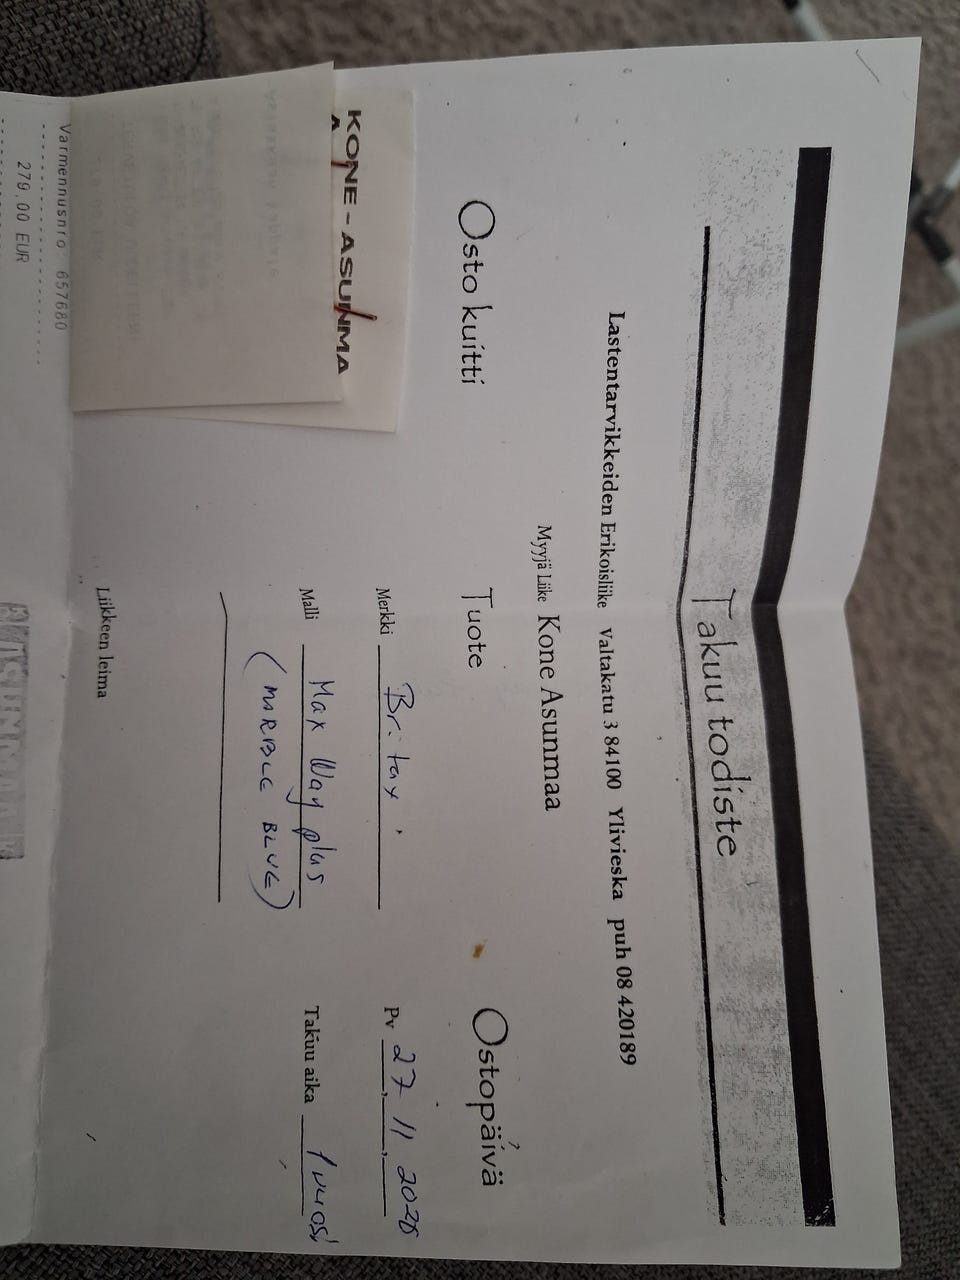 Takuu todiste
Lastentarvikkeiden Erikoisliike Valtakatu 3 84100 Ylivieska puh 08 420189
Myyjä Liike Kone Asunmaa
Osto kuitti
Tuote
Ostopäivä
KONE - ASUNMA
A
Merkki Britax
Pv 27 11 2020
Malli Max Way plus
Takuu aika 1 vuosi
(MARBLE BLUE)
Liikkeen leima
Varmennusnro 657680
279.00 EUR